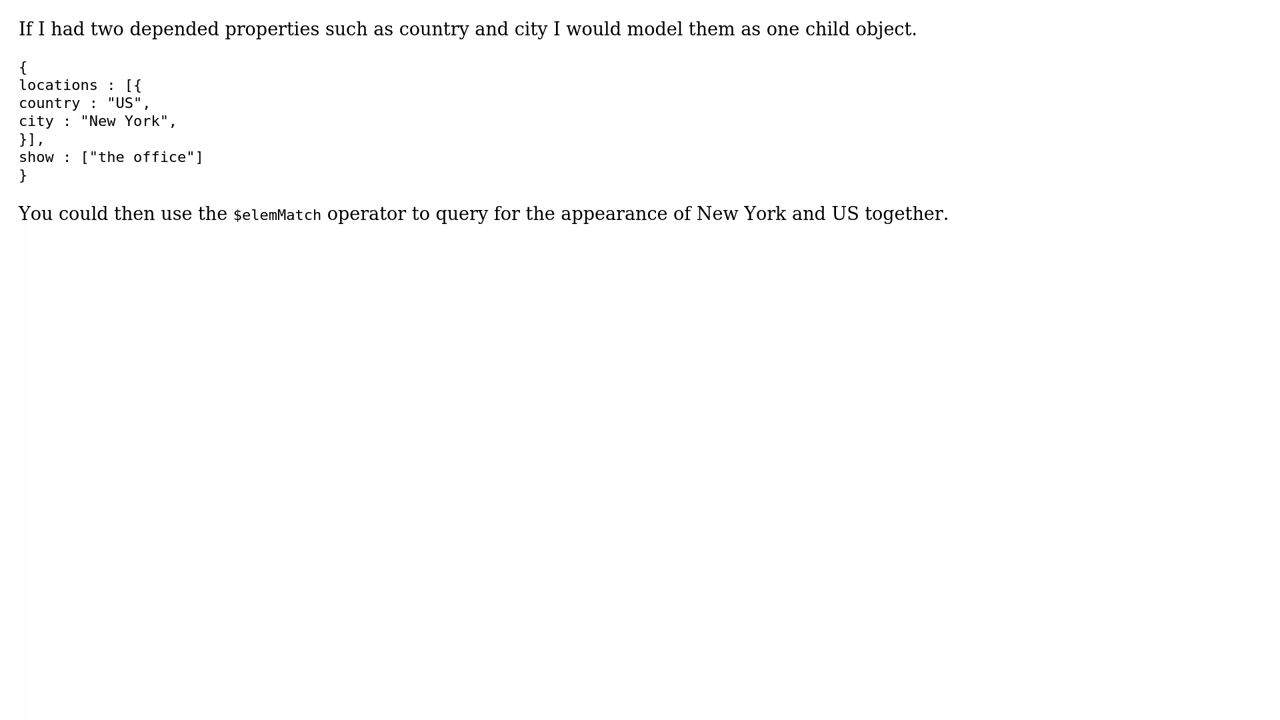 If I had two depended properties such as country and city I would model them as one child object.
{
locations : [{
country : "US",
city : "New York",
}],
show : ["the office"]
}
You could then use the $elemMatch operator to query for the appearance of New York and US together.